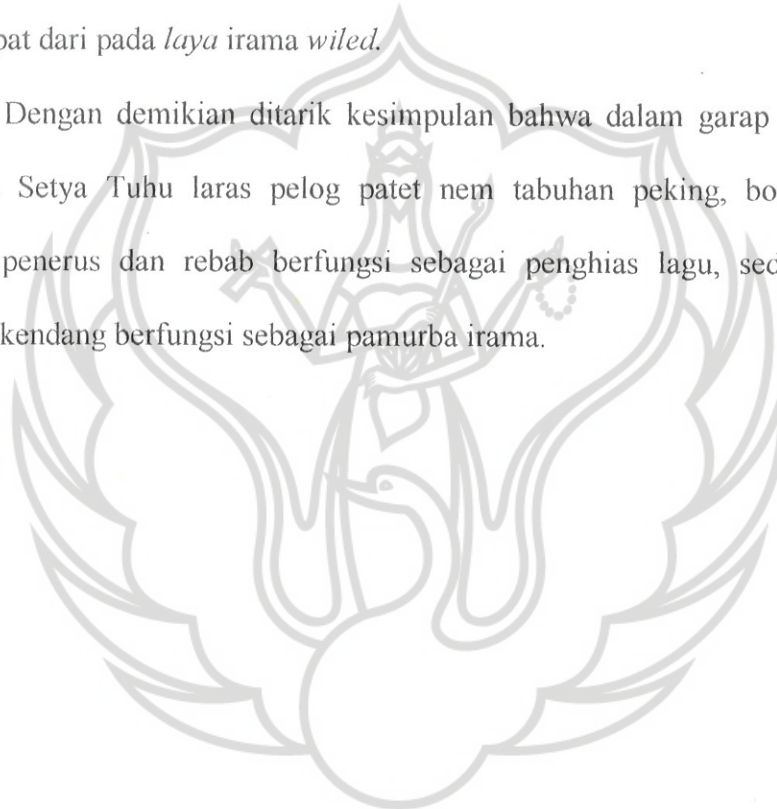 pat dari pada laya irama wiled.
Dengan demikian ditarik kesimpulan bahwa dalam garap
Setya Tuhu laras pelog patet nem tabuhan peking, bo
penerus dan rebab berfungsi sebagai penghias lagu, sed
kendang berfungsi sebagai pamurba irama.